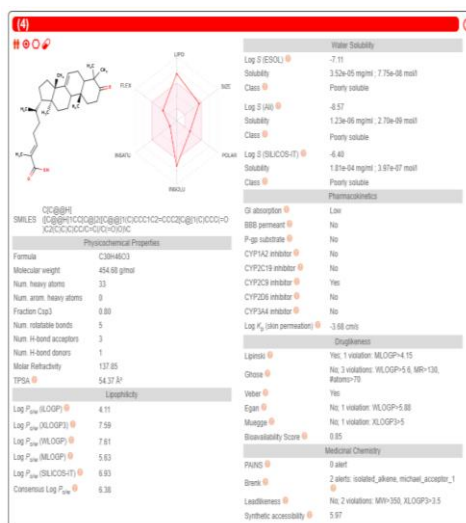 (4)
LIPO
FLEX
SIZE
INSATU
POLAR
INSOLU
SMILES
Physicochemical Properties
Formula C30H46O3
Molecular weight 454.68 g/mol
Num. heavy atoms 33
Num. arom. heavy atoms 0
Fraction Csp3 0.80
Num. rotatable bonds 5
Num. H-bond acceptors 3
Num. H-bond donors 1
Molar Refractivity 137.85
TPSA 54.37 Å²
Lipophilicity
Log Po/w (iLOGP) 4.11
Log Po/w (XLOGP3) 7.59
Log Po/w (WLOGP) 7.61
Log Po/w (MLOGP) 5.63
Log Po/w (SILICOS-IT) 6.93
Consensus Log Po/w 6.38
Water Solubility
Log S (ESOL) -7.11
Solubility 3.52e-05 mg/ml ; 7.75e-08 mol/l
Class Poorly soluble
Log S (Ali) -8.57
Solubility 1.23e-06 mg/ml ; 2.70e-09 mol/l
Class Poorly soluble
Log S (SILICOS-IT) -6.40
Solubility 1.81e-04 mg/ml ; 3.97e-07 mol/l
Class Poorly soluble
Pharmacokinetics
GI absorption Low
BBB permeant No
P-gp substrate No
CYP1A2 inhibitor No
CYP2C19 inhibitor No
CYP2C9 inhibitor Yes
CYP2D6 inhibitor No
CYP3A4 inhibitor No
Log Kp (skin permeation) -3.68 cm/s
Druglikeness
Lipinski Yes; 1 violation: MLOGP>4.15
Ghose No; 3 violations: WLOGP>5.6, MR>130, #atoms>70
Veber Yes
Egan No; 1 violation: WLOGP>5.88
Muegge No; 1 violation: XLOGP3>5
Bioavailability Score 0.85
Medicinal Chemistry
PAINS 0 alert
Brenk 2 alerts: isolated_alkene, michael_acceptor_1
Leadlikeness No; 2 violations: MW>350, XLOGP3>3.5
Synthetic accessibility 5.97